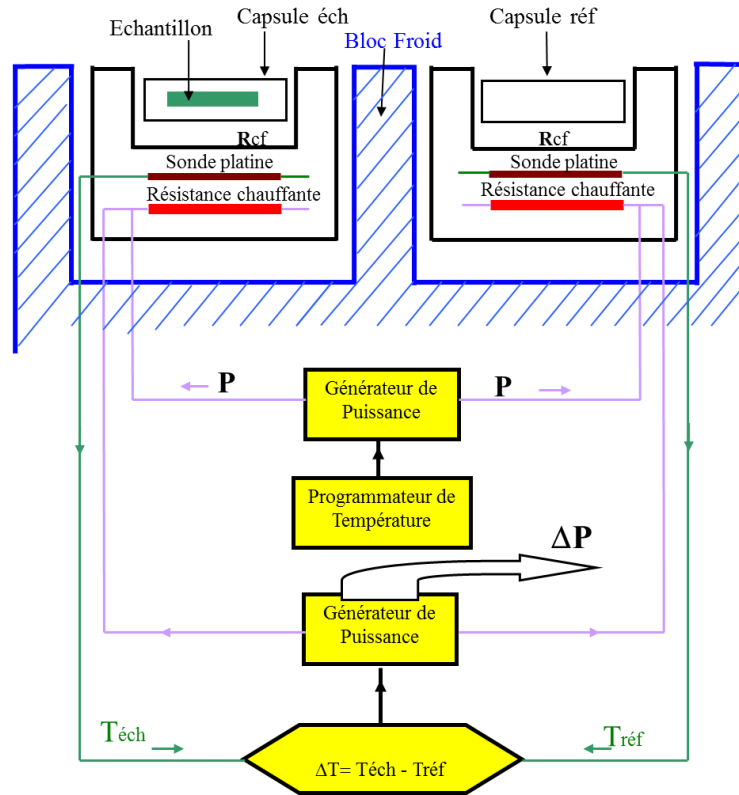 Echantillon
Capsule éch
Bloc Froid
Capsule réf
Rcf
Sonde platine
Résistance chauffante
Rcf
Sonde platine
Résistance chauffante
P
Générateur de
Puissance
P
Programmateur de
Température
ΔP
Générateur de
Puissance
Téch
Tréf
ΔT= Téch - Tréf